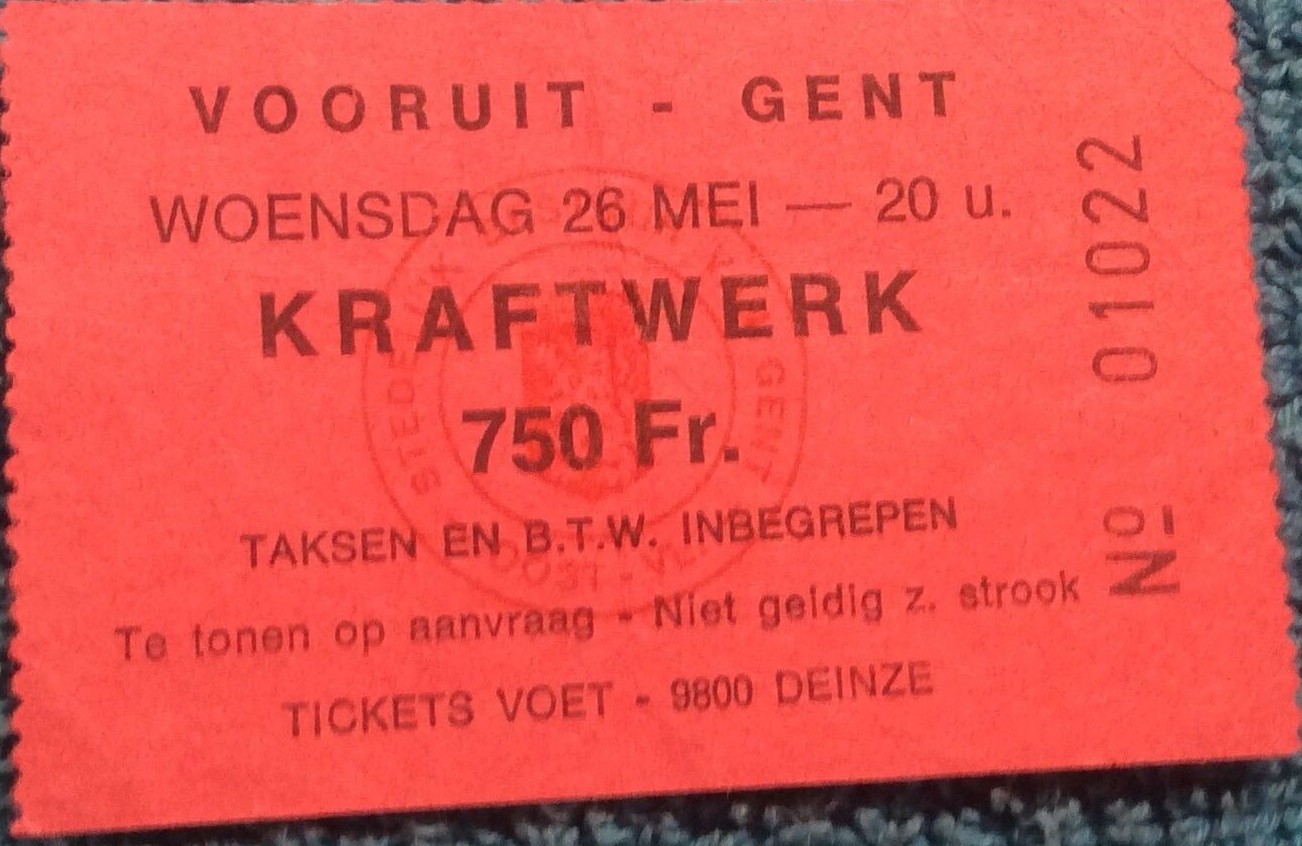 VOORUIT - GENT
WOENSDAG 26 MEI — 20 u.
KRAFTWERK
750 Fr.
TAKSEN EN B.T.W. INBEGREPEN
Te tonen op aanvraag - Niet geldig z. strook
TICKETS VOET - 9800 DEINZE
Nº 01022
GENT